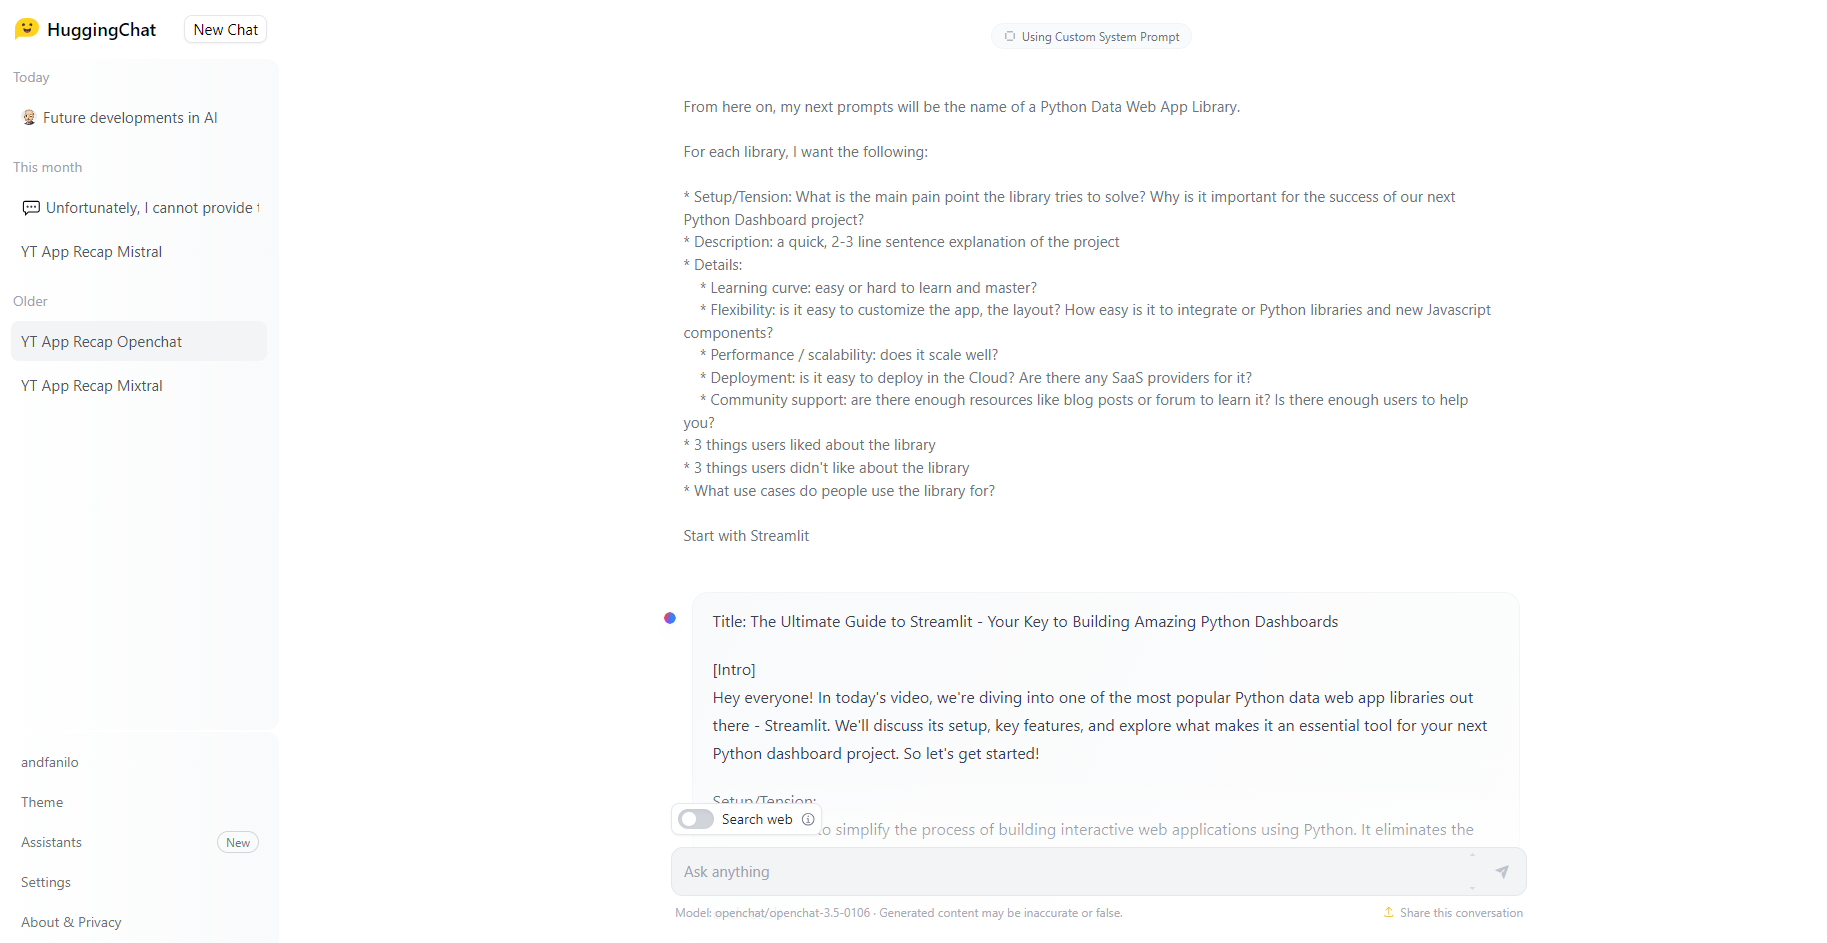 HuggingChat
New Chat
Today
Future developments in AI
This month
Unfortunately, I cannot provide
YT App Recap Mistral
Older
YT App Recap Openchat
YT App Recap Mixtral
andfanilo
Theme
Assistants
New
Settings
About & Privacy
Using Custom System Prompt
From here on, my next prompts will be the name of a Python Data Web App Library.
For each library, I want the following:
* Setup/Tension: What is the main pain point the library tries to solve? Why is it important for the success of our next
Python Dashboard project?
* Description: a quick, 2-3 line sentence explanation of the project
* Details:
* Learning curve: easy or hard to learn and master?
* Flexibility: is it easy to customize the app, the layout? How easy is it to integrate or Python libraries and new Javascript
components?
* Performance / scalability: does it scale well?
* Deployment: is it easy to deploy in the Cloud? Are there any SaaS providers for it?
* Community support: are there enough resources like blog posts or forum to learn it? Is there enough users to help
you?
* 3 things users liked about the library
* 3 things users didn't like about the library
* What use cases do people use the library for?
Start with Streamlit
Title: The Ultimate Guide to Streamlit - Your Key to Building Amazing Python Dashboards
[Intro]
Hey everyone! In today's video, we're diving into one of the most popular Python data web app libraries out
there - Streamlit. We'll discuss its setup, key features, and explore what makes it an essential tool for your next
Python dashboard project. So let's get started!
Setup/Tension:
to simplify the process of building interactive web applications using Python. It eliminates the
Search web
Ask anything
Model: openchat/openchat-3.5-0106 · Generated content may be inaccurate or false.
Share this conversation